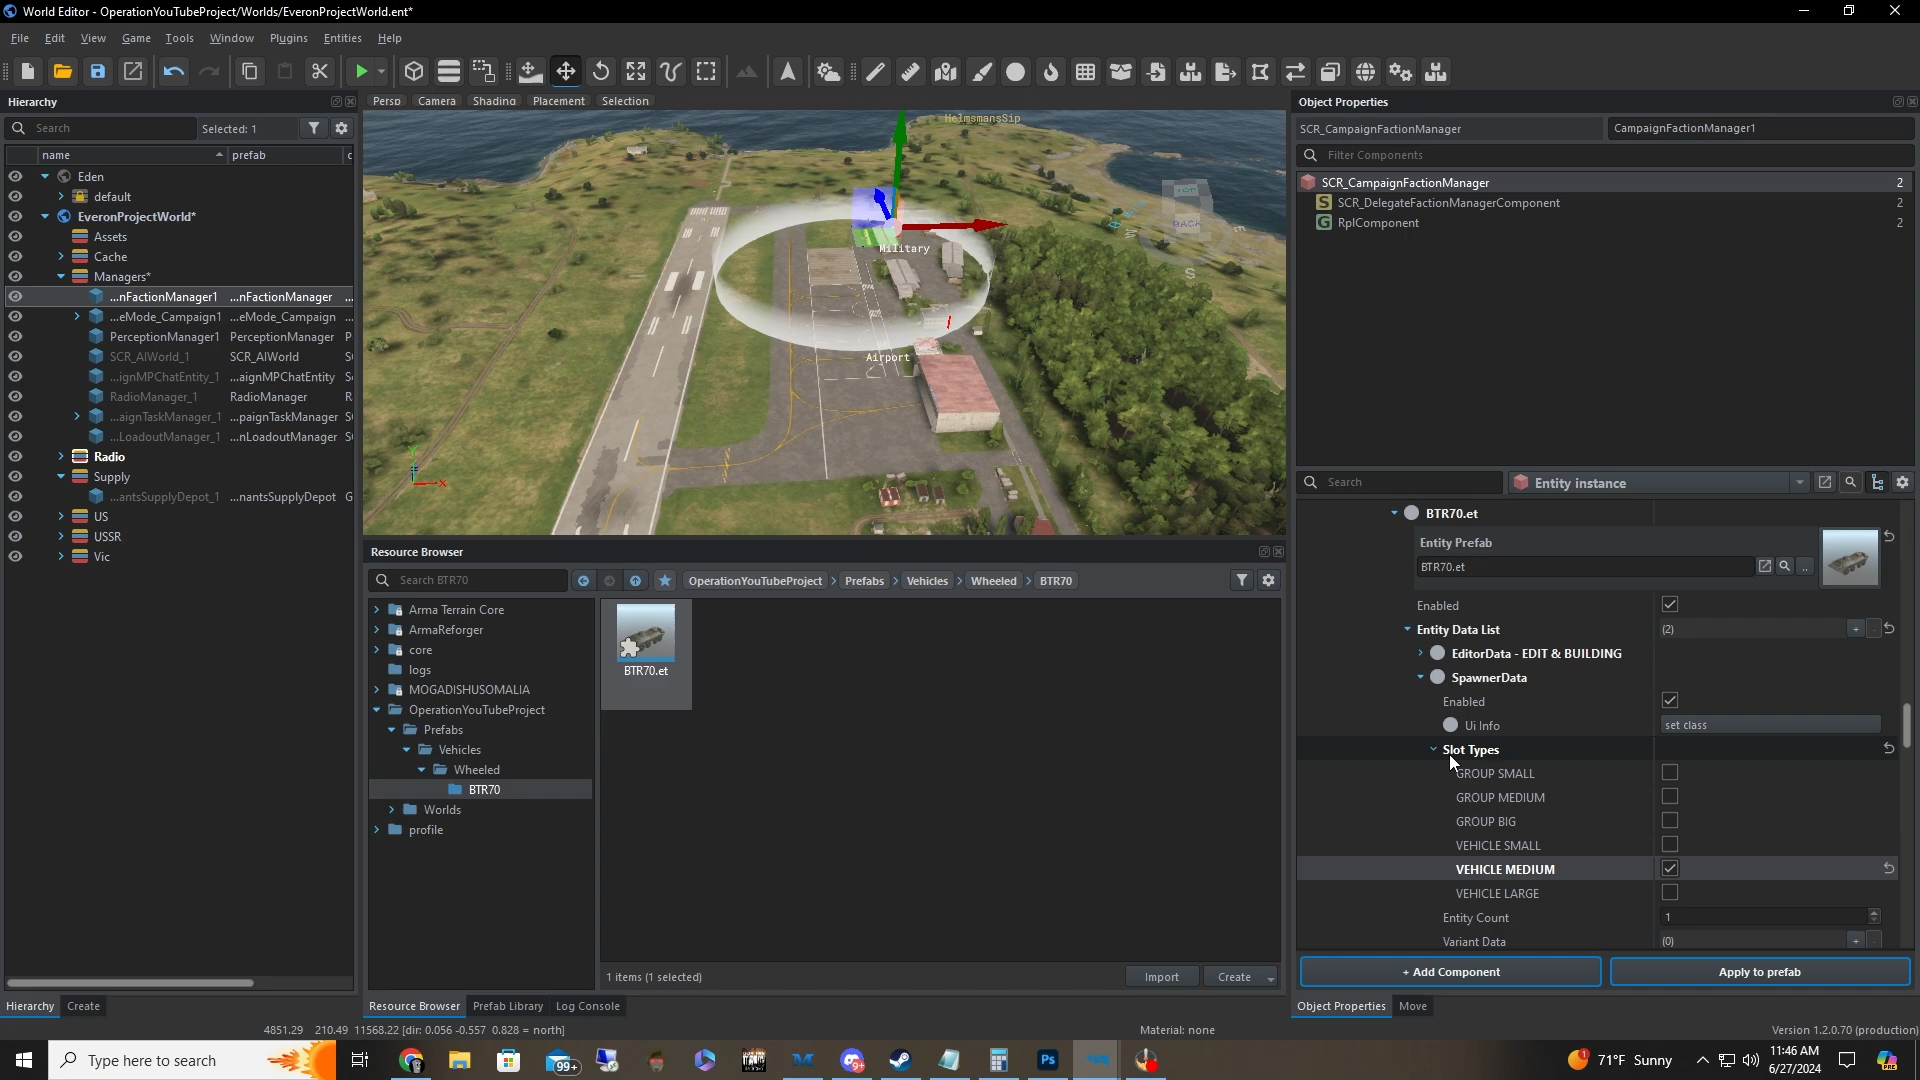 World Editor - OperationYouTubeProject/Worlds/EveronProjectWorld.ent*
File Edit View Game Tools Window Plugins Entities Help
Hierarchy
Search
Selected: 1
name prefab
Eden
default
EveronProjectWorld*
Assets
Cache
Managers*
...nFactionManager1 ...nFactionManager ...
...eMode_Campaign1 ...eMode_Campaign ...
PerceptionManager1 PerceptionManager P
SCR_AIWorld_1 SCR_AIWorld
...ignMPChatEntity_1 ...aignMPChatEntity
RadioManager_1 RadioManager R
...aignTaskManager_1 ...paignTaskManager
...LoadoutManager_1 ...nLoadoutManager
Radio
Supply
...antsSupplyDepot_1 ...nantsSupplyDepot G
US
USSR
Vic
Hierarchy Create
Persp Camera Shading Placement Selection
HelmsmansSip
TOP
BACK
E
S
Military
Airport
Y
X
Resource Browser
Search BTR70
OperationYouTubeProject > Prefabs > Vehicles > Wheeled > BTR70
Arma Terrain Core
ArmaReforger
core
logs
MOGADISHUSOMALIA
OperationYouTubeProject
Prefabs
Vehicles
Wheeled
BTR70
Worlds
profile
BTR70.et
1 items (1 selected)
Import
Create
Resource Browser Prefab Library Log Console
Object Properties
SCR_CampaignFactionManager
CampaignFactionManager1
Filter Components
SCR_CampaignFactionManager 2
SCR_DelegateFactionManagerComponent 2
RplComponent 2
Search
Entity instance
BTR70.et
Entity Prefab
BTR70.et
..
Enabled
Entity Data List (2) + -
EditorData - EDIT & BUILDING
SpawnerData
Enabled
Ui Info set class
Slot Types
GROUP SMALL
GROUP MEDIUM
GROUP BIG
VEHICLE SMALL
VEHICLE MEDIUM
VEHICLE LARGE
Entity Count 1
Variant Data (0) +
+ Add Component
Apply to prefab
Object Properties Move
4851.29 210.49 11568.22 [dir: 0.056 -0.557 0.828 = north]
Material: none
Version 1.2.0.70 (production)
Type here to search
99+
9+
Ps
1
71°F Sunny
11:46 AM
6/27/2024
PRE